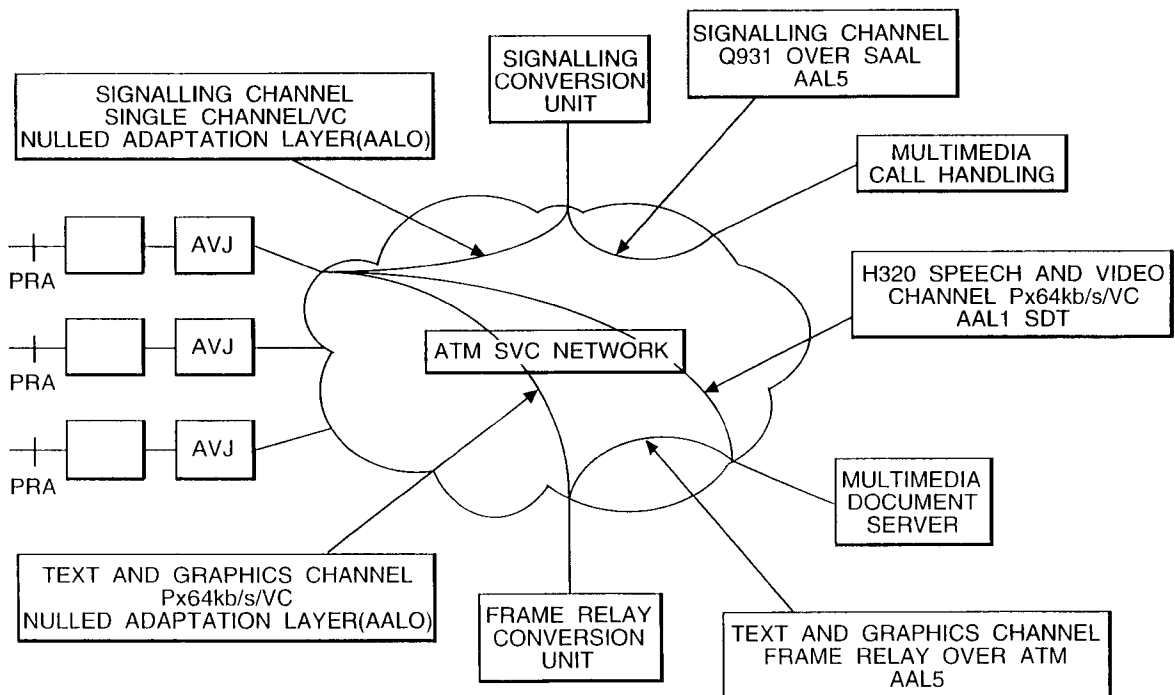 SIGNALLING CHANNEL
Q931 OVER SAAL
AAL5
SIGNALLING
CONVERSION
UNIT
SIGNALLING CHANNEL
SINGLE CHANNEL/VC
NULLED ADAPTATION LAYER(AALO)
MULTIMEDIA
CALL HANDLING
AVJ
PRA
H320 SPEECH AND VIDEO
CHANNEL Px64kb/s/VC
AAL1 SDT
AVJ
PRA
ATM SVC NETWORK
AVJ
PRA
MULTIMEDIA
DOCUMENT
SERVER
TEXT AND GRAPHICS CHANNEL
Px64kb/s/VC
NULLED ADAPTATION LAYER(AALO)
FRAME RELAY
CONVERSION
UNIT
TEXT AND GRAPHICS CHANNEL
FRAME RELAY OVER ATM
AAL5